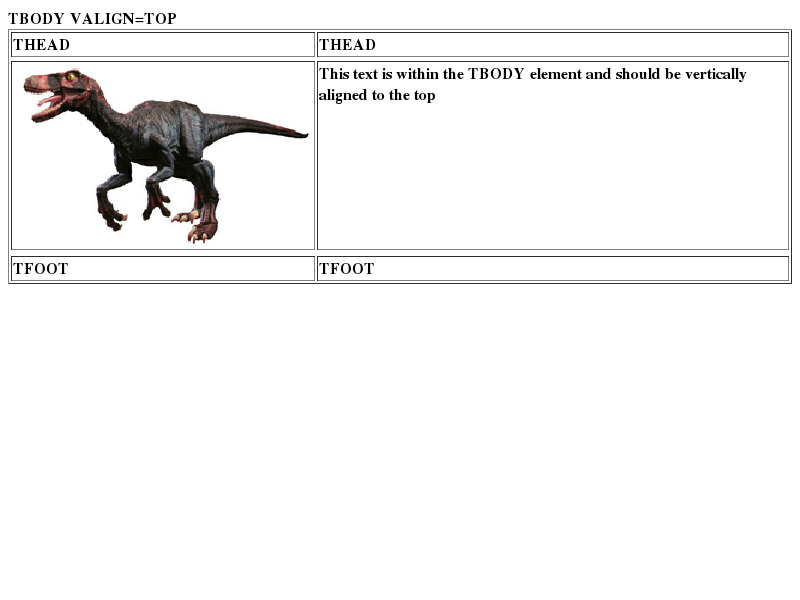 TBODY VALIGN=TOP
THEAD THEAD
This text is within the TBODY element and should be vertically
aligned to the top
TFOOT TFOOT